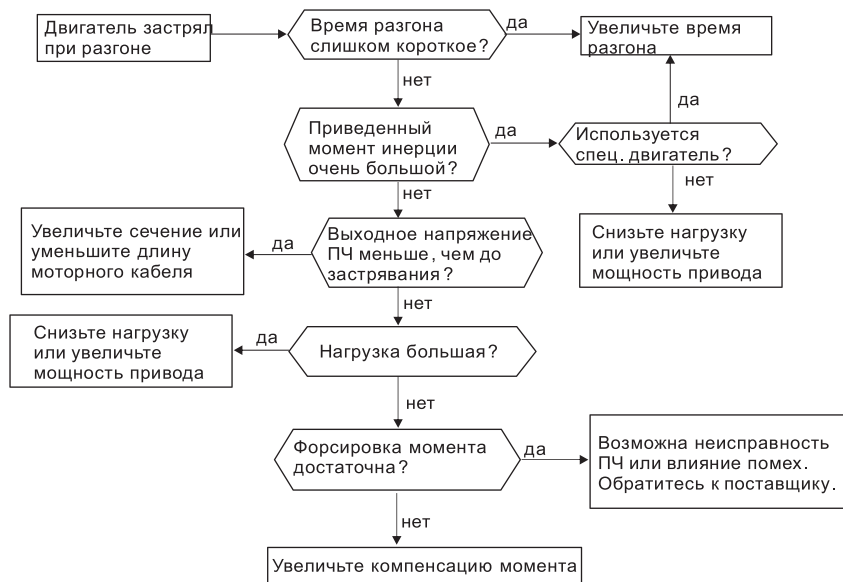 Двигатель застрял
при разгоне
Время разгона
слишком короткое?
да
Увеличьте время
разгона
нет
да
Приведенный
момент инерции
очень большой?
да
Используется
спец. двигатель?
нет
нет
Увеличьте сечение или
уменьшите длину
моторного кабеля
да
Выходное напряжение
ПЧ меньше, чем до
застрявания?
Снизьте нагрузку
или увеличьте
мощность привода
нет
Снизьте нагрузку
или увеличьте
мощность привода
да
Нагрузка большая?
нет
Форсировка момента
достаточна?
да
Возможна неисправность
ПЧ или влияние помех.
Обратитесь к поставщику.
нет
Увеличьте компенсацию момента